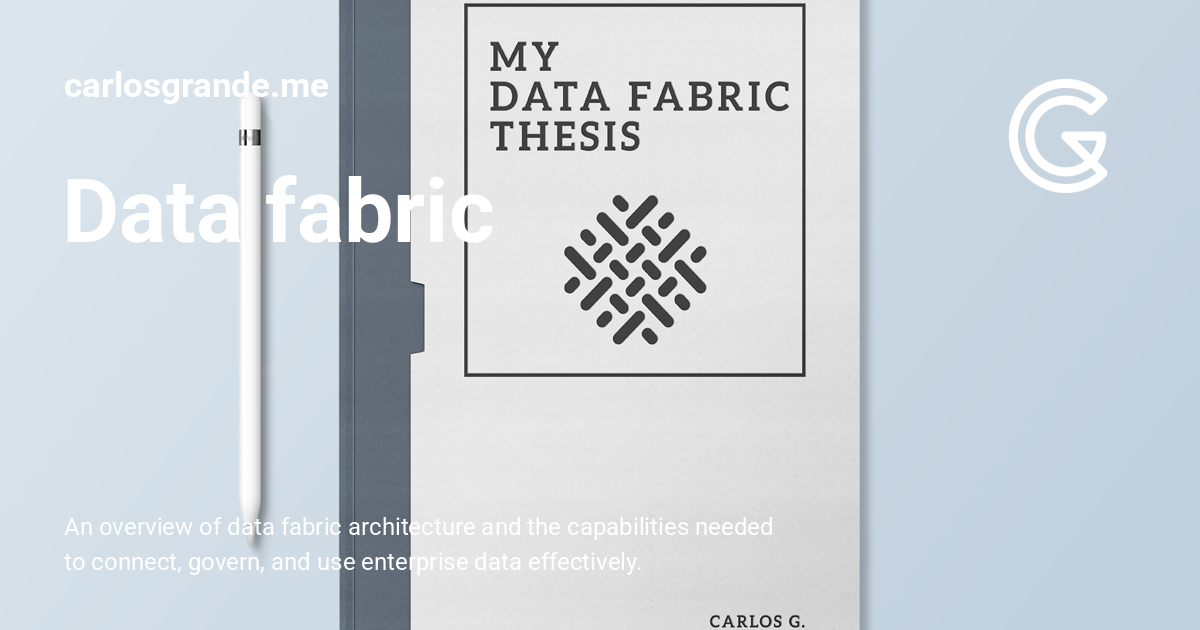 carlosgrande.me
Data fabric
An overview of data fabric architecture and the capabilities needed
to connect, govern, and use enterprise data effectively.
MY
DATA FABRIC
THESIS
CARLOS G.